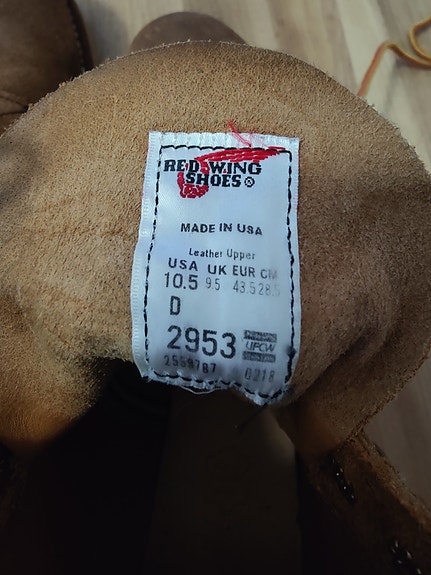 RED WING
SHOES®
MADE IN USA
Leather Upper
USA UK EUR CM
10.5 9.5 43.5 28.5
D
2953
UFCW
2559787 0218